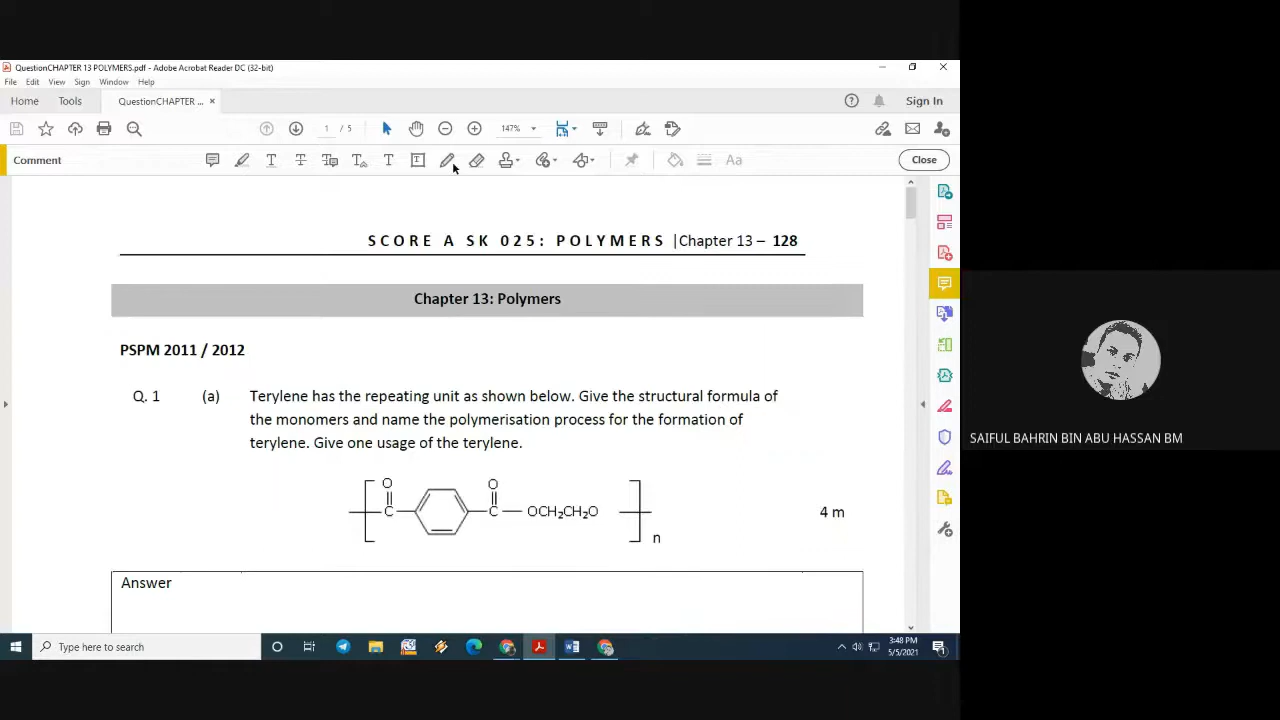 QuestionCHAPTER 13 POLYMERS.pdf - Adobe Acrobat Reader DC (32-bit)
File Edit View Sign Window Help
Home Tools QuestionCHAPTER ... × Sign In
1 / 5 147%
Comment Close
SCORE A SK 025: POLYMERS |Chapter 13 – 128
Chapter 13: Polymers
PSPM 2011 / 2012
Q. 1 (a) Terylene has the repeating unit as shown below. Give the structural formula of
the monomers and name the polymerisation process for the formation of
terylene. Give one usage of the terylene.
O O
C C OCH₂CH₂O 4 m
n
Answer
SAIFUL BAHRIN BIN ABU HASSAN BM
Type here to search
3:48 PM
5/5/2021